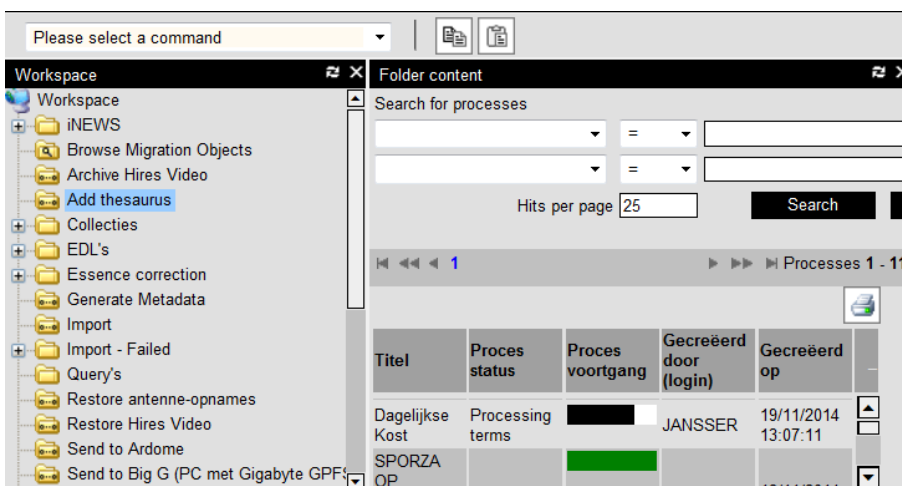 Please select a command
Workspace
Workspace
iNEWS
Browse Migration Objects
Archive Hires Video
Add thesaurus
Collecties
EDL's
Essence correction
Generate Metadata
Import
Import - Failed
Query's
Restore antenne-opnames
Restore Hires Video
Send to Ardome
Send to Big G (PC met Gigabyte GPFS
Folder content
Search for processes
=
=
Hits per page 25 Search
1 Processes 1 - 11
Titel
Proces status
Proces voortgang
Gecreëerd door (login)
Gecreëerd op
Dagelijkse Kost
Processing terms
JANSSER
19/11/2014 13:07:11
SPORZA
OP